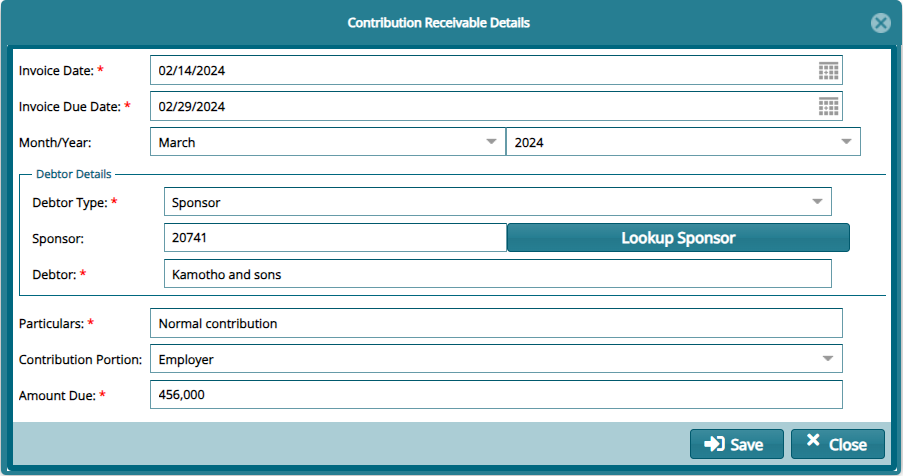 Contribution Receivable Details
Invoice Date: * 02/14/2024
Invoice Due Date: * 02/29/2024
Month/Year: March 2024
Debtor Details
Debtor Type: * Sponsor
Sponsor: 20741 Lookup Sponsor
Debtor: * Kamotho and sons
Particulars: * Normal contribution
Contribution Portion: Employer
Amount Due: * 456,000
Save Close